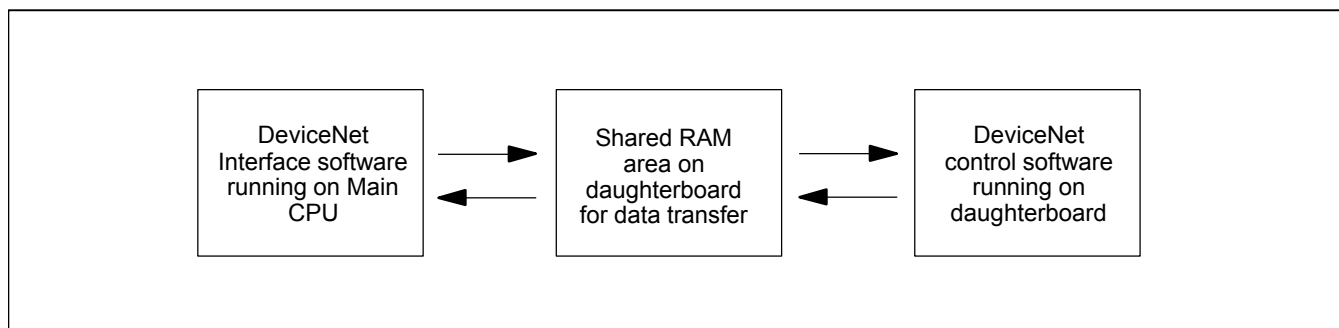 DeviceNet
Interface software
running on Main
CPU
Shared RAM
area on
daughterboard
for data transfer
DeviceNet
control software
running on
daughterboard